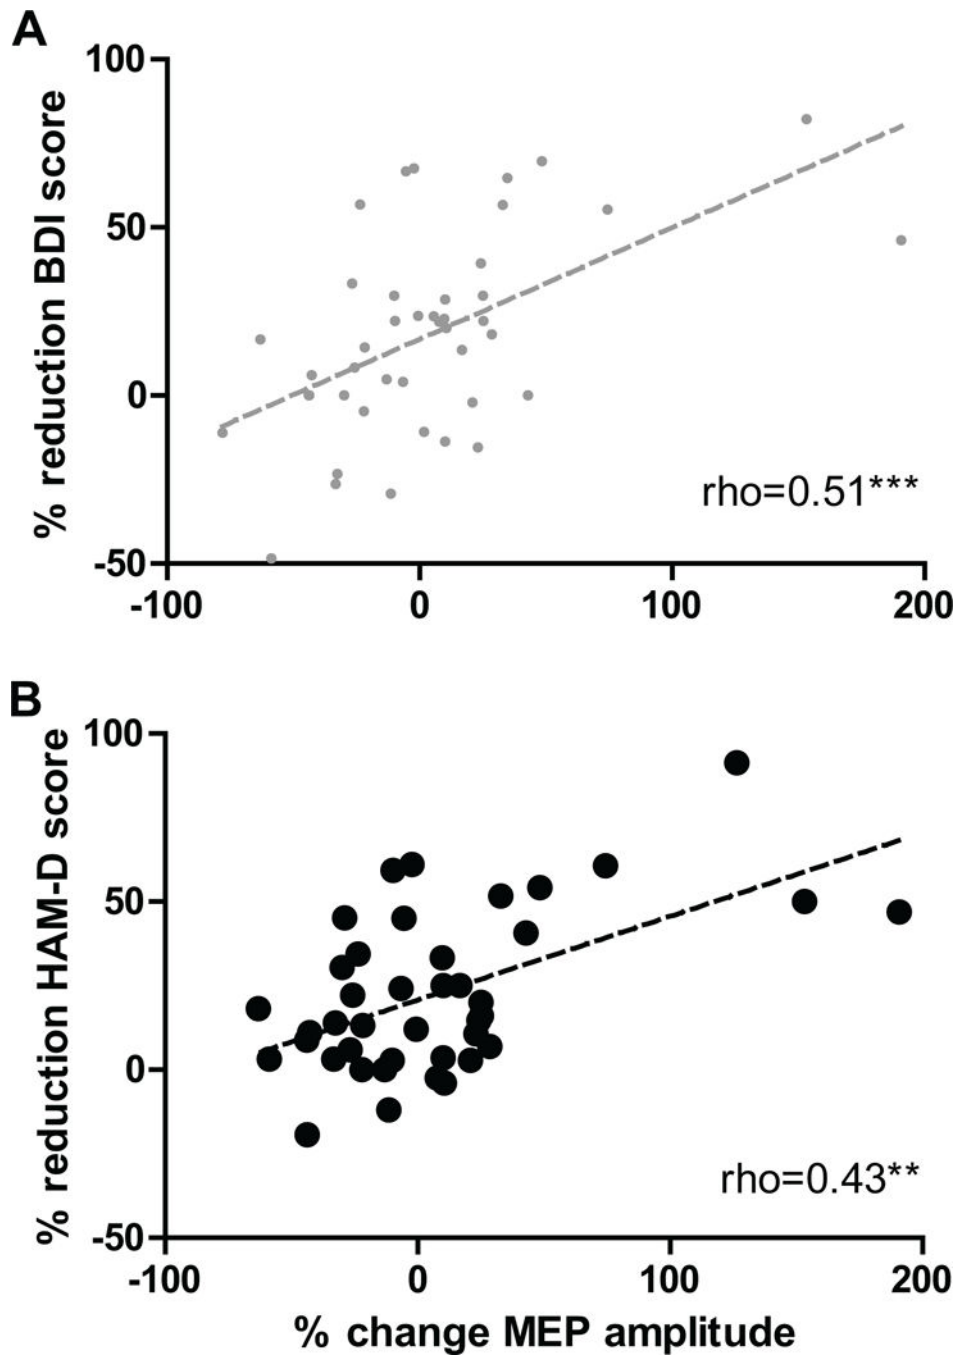 A
% reduction BDI score
100
50
0
-50
-100 0 100 200
rho=0.51***
B
% reduction HAM-D score
100
50
0
-50
-100 0 100 200
rho=0.43**
% change MEP amplitude